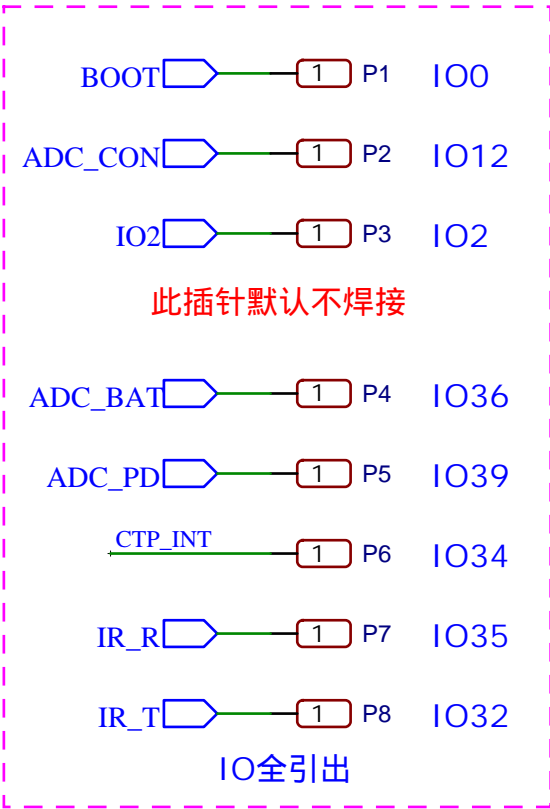 BOOT 1 P1 IO0
ADC_CON 1 P2 IO12
IO2 1 P3 IO2
此插针默认不焊接
ADC_BAT 1 P4 IO36
ADC_PD 1 P5 IO39
CTP_INT 1 P6 IO34
IR_R 1 P7 IO35
IR_T 1 P8 IO32
IO全引出